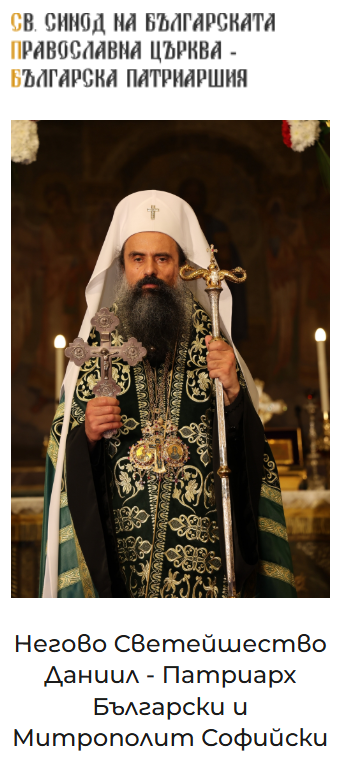 СВ. СИНОД НА БЪЛГАРСКАТА
ПРАВОСЛАВНА ЦЪРКВА -
БЪЛГАРСКА ПАТРИАРШИЯ
Негово Светейшество
Даниил - Патриарх
Български и
Митрополит Софийски